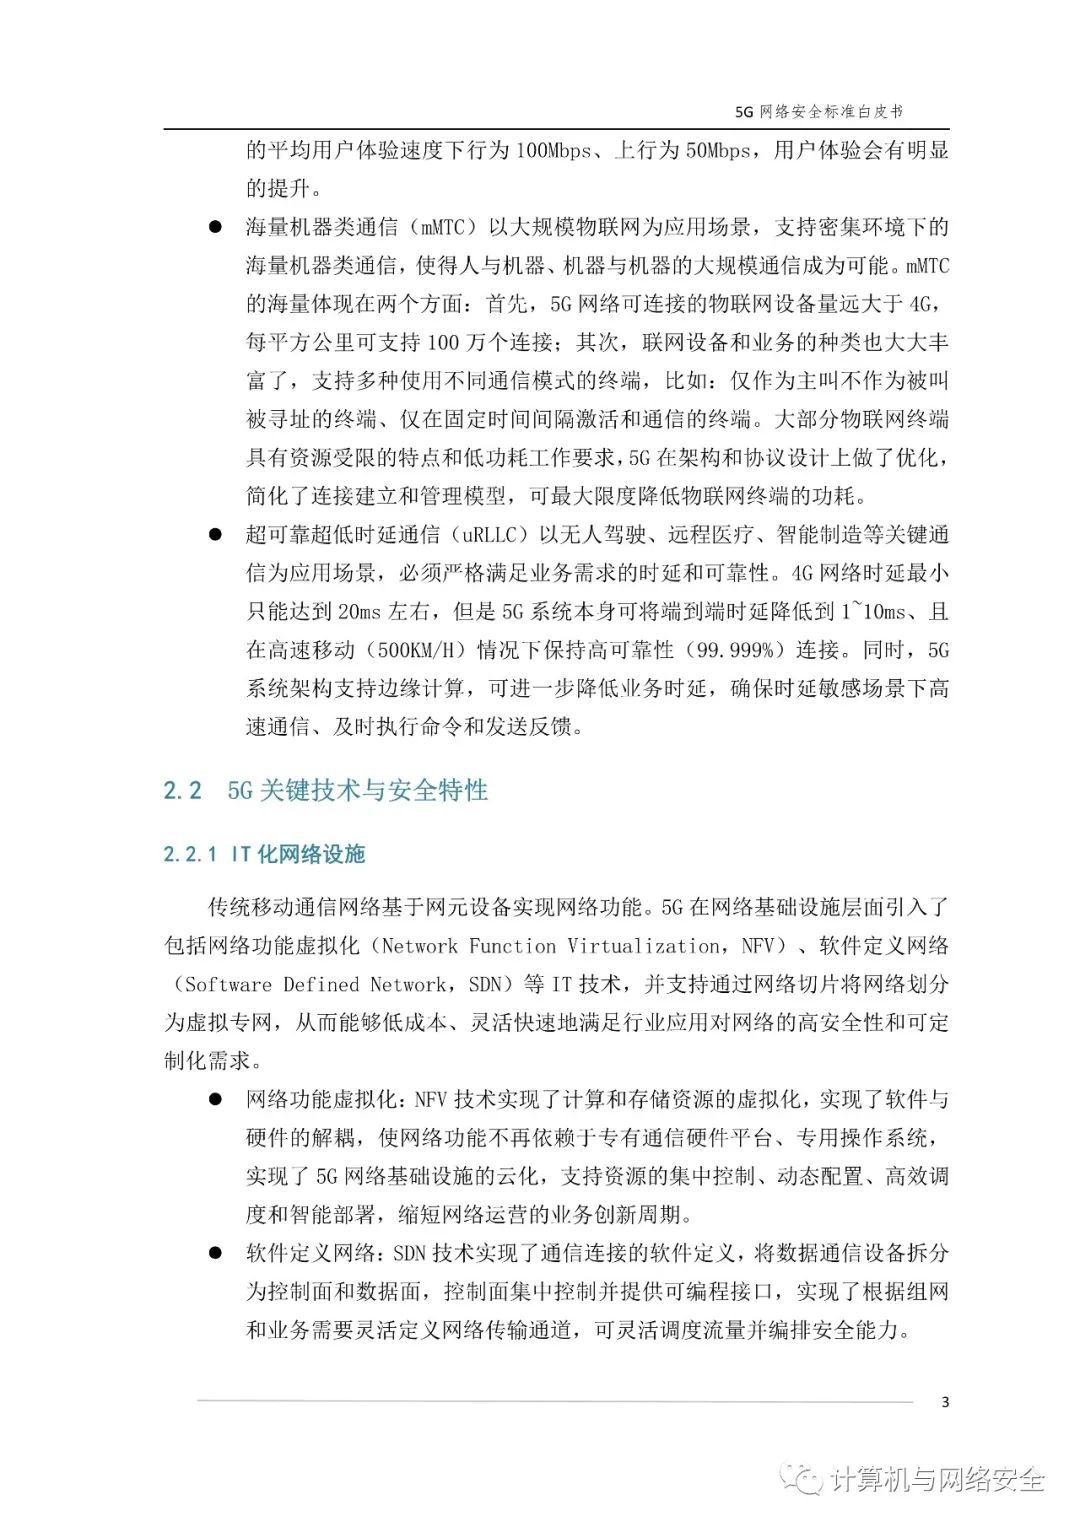 5G 网络安全标准白皮书
的平均用户体验速度下行为 100Mbps、上行为 50Mbps，用户体验会有明显
的提升。
● 海量机器类通信（mMTC）以大规模物联网为应用场景，支持密集环境下的
海量机器类通信，使得人与机器、机器与机器的大规模通信成为可能。mMTC
的海量体现在两个方面：首先，5G 网络可连接的物联网设备量远大于 4G，
每平方公里可支持 100 万个连接；其次，联网设备和业务的种类也大大丰
富了，支持多种使用不同通信模式的终端，比如：仅作为主叫不作为被叫
被寻址的终端、仅在固定时间间隔激活和通信的终端。大部分物联网终端
具有资源受限的特点和低功耗工作要求，5G 在架构和协议设计上做了优化，
简化了连接建立和管理模型，可最大限度降低物联网终端的功耗。
● 超可靠超低时延通信（uRLLC）以无人驾驶、远程医疗、智能制造等关键通
信为应用场景，必须严格满足业务需求的时延和可靠性。4G 网络时延最小
只能达到 20ms 左右，但是 5G 系统本身可将端到端时延降低到 1~10ms、且
在高速移动（500KM/H）情况下保持高可靠性（99.999%）连接。同时，5G
系统架构支持边缘计算，可进一步降低业务时延，确保时延敏感场景下高
速通信、及时执行命令和发送反馈。
2.2 5G 关键技术与安全特性
2.2.1 IT 化网络设施
传统移动通信网络基于网元设备实现网络功能。5G 在网络基础设施层面引入了
包括网络功能虚拟化（Network Function Virtualization，NFV）、软件定义网络
（Software Defined Network，SDN）等 IT 技术，并支持通过网络切片将网络划分
为虚拟专网，从而能够低成本、灵活快速地满足行业应用对网络的高安全性和可定
制化需求。
● 网络功能虚拟化：NFV 技术实现了计算和存储资源的虚拟化，实现了软件与
硬件的解耦，使网络功能不再依赖于专有通信硬件平台、专用操作系统，
实现了 5G 网络基础设施的云化，支持资源的集中控制、动态配置、高效调
度和智能部署，缩短网络运营的业务创新周期。
● 软件定义网络：SDN 技术实现了通信连接的软件定义，将数据通信设备拆分
为控制面和数据面，控制面集中控制并提供可编程接口，实现了根据组网
和业务需要灵活定义网络传输通道，可灵活调度流量并编排安全能力。
3
计算机与网络安全